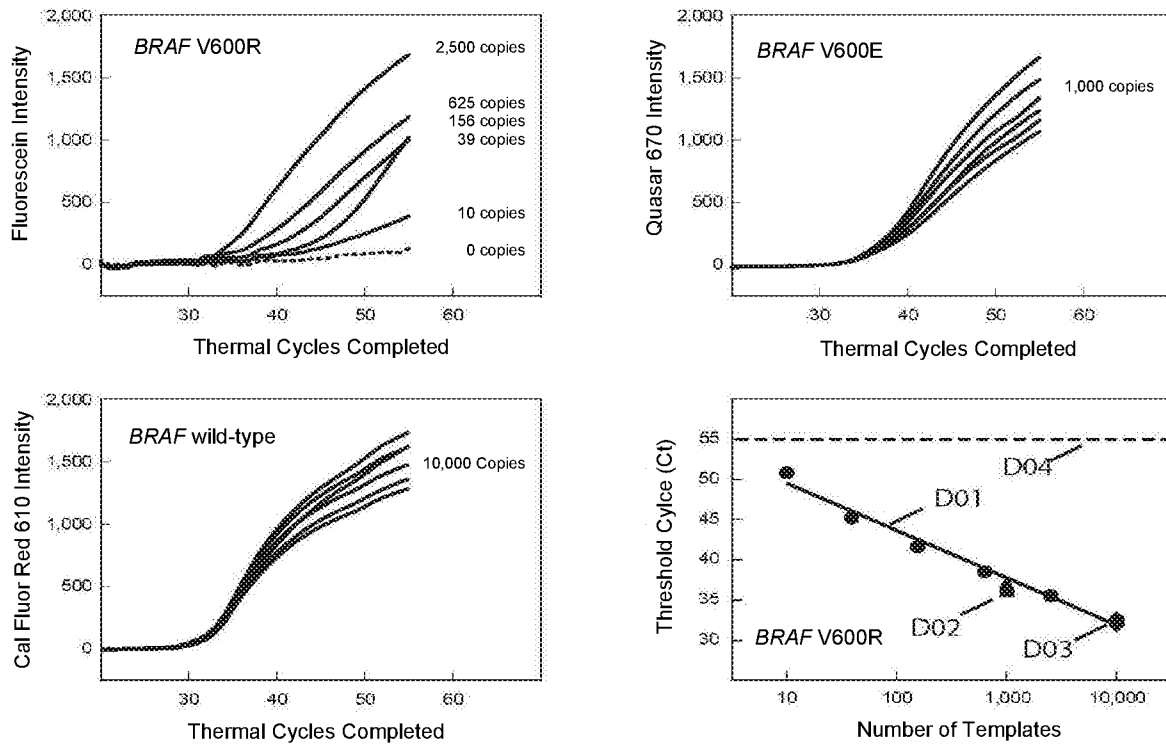 2,000
1,500
1,000
500
0
Fluorescein Intensity
BRAF V600R
2,500 copies
625 copies
156 copies
39 copies
10 copies
0 copies
30 40 50 60
Thermal Cycles Completed
2,000
1,500
1,000
500
0
Quasar 670 Intensity
BRAF V600E
1,000 copies
30 40 50 60
Thermal Cycles Completed
2,000
1,500
1,000
500
0
Cal Fluor Red 610 Intensity
BRAF wild-type
10,000 Copies
30 40 50 60
Thermal Cycles Completed
55
50
45
40
35
30
Threshold Cylce (Ct)
D04
D01
D02
D03
BRAF V600R
10 100 1,000 10,000
Number of Templates